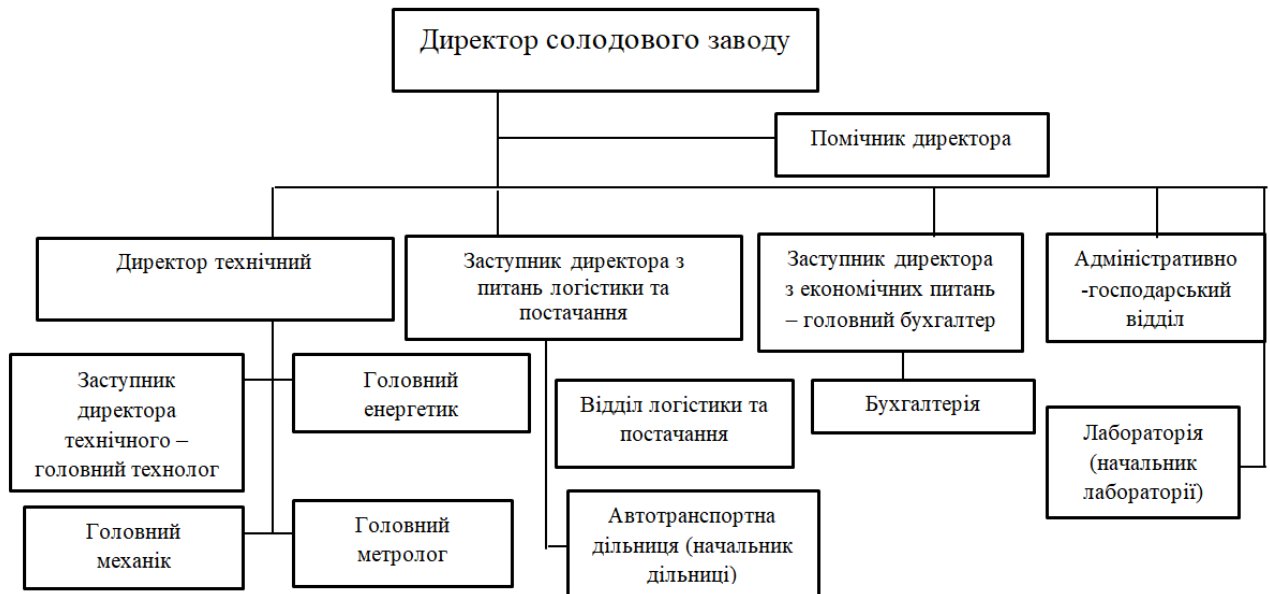 Директор солодового заводу
Помічник директора
Директор технічний
Заступник директора з
питань логістики та
постачання
Заступник директора
з економічних питань
– головний бухгалтер
Адміністративно
-господарський
відділ
Заступник
директора
технічного –
головний технолог
Головний
енергетик
Відділ логістики та
постачання
Бухгалтерія
Лабораторія
(начальник
лабораторії)
Головний
механік
Головний
метролог
Автотранспортна
дільниця (начальник
дільниці)